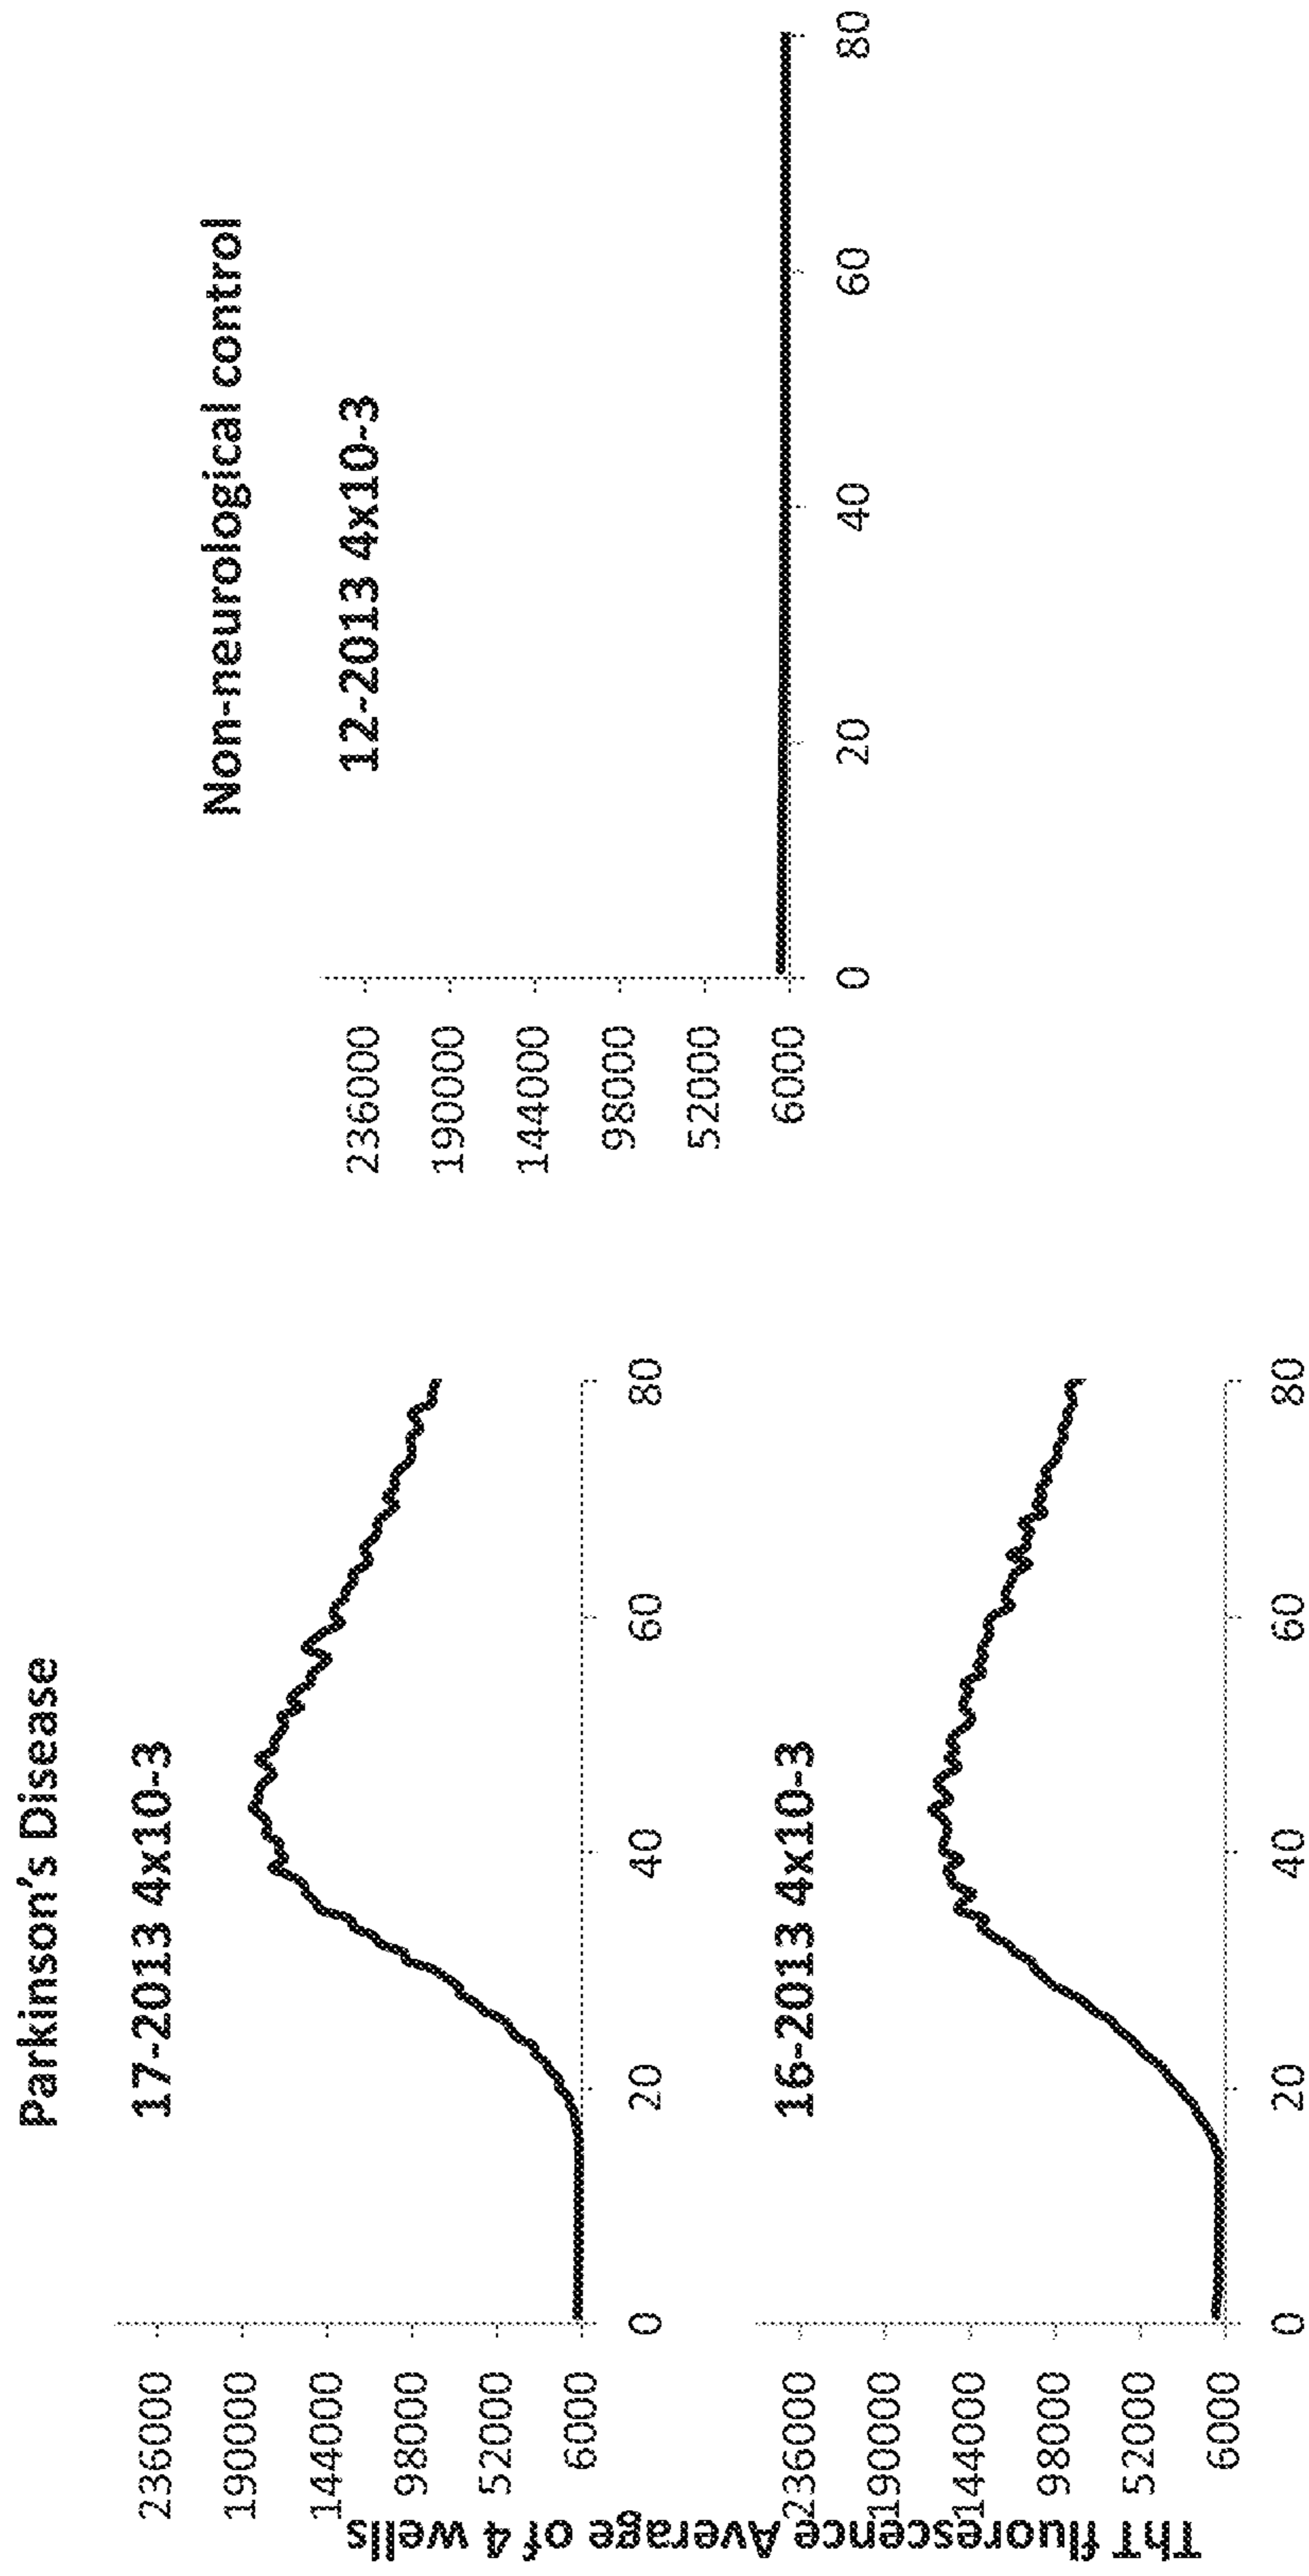 Parkinson's Disease
17-2013 4x10-3
236000
190000
144000
98000
52000
6000
0 20 40 60 80
16-2013 4x10-3
236000
190000
144000
98000
52000
6000
0 20 40 60 80
ThT fluorescence Average of 4 wells
Non-neurological control
12-2013 4x10-3
236000
190000
144000
98000
52000
6000
0 20 40 60 80